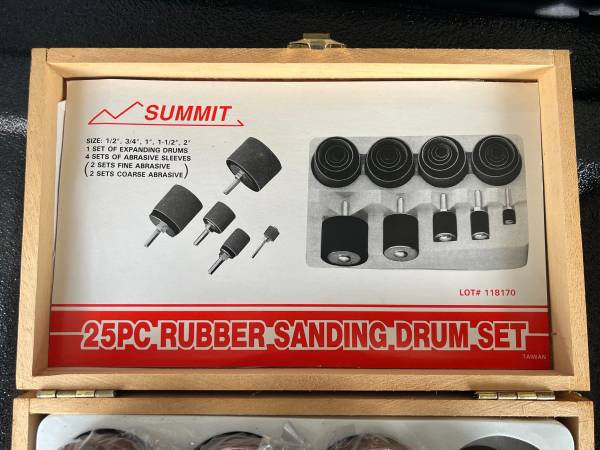 SUMMIT
SIZE: 1/2", 3/4", 1", 1-1/2", 2"
1 SET OF EXPANDING DRUMS
4 SETS OF ABRASIVE SLEEVES
(2 SETS FINE ABRASIVE
2 SETS COARSE ABRASIVE)
LOT# 118170
25PC RUBBER SANDING DRUM SET
TAIWAN